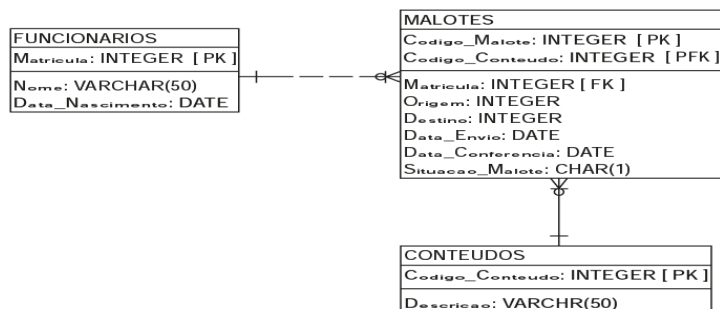 FUNCIONARIOS
Matricula: INTEGER [ PK ]
Nome: VARCHAR(50)
Data_Nascimento: DATE
MALOTES
Codigo_Malote: INTEGER [ PK ]
Codigo_Conteudo: INTEGER [ PFK ]
Matricula: INTEGER [ FK ]
Origem: INTEGER
Destino: INTEGER
Data_Envio: DATE
Data_Conferencia: DATE
Situacao_Malote: CHAR(1)
CONTEUDOS
Codigo_Conteudo: INTEGER [ PK ]
Descricao: VARCHR(50)